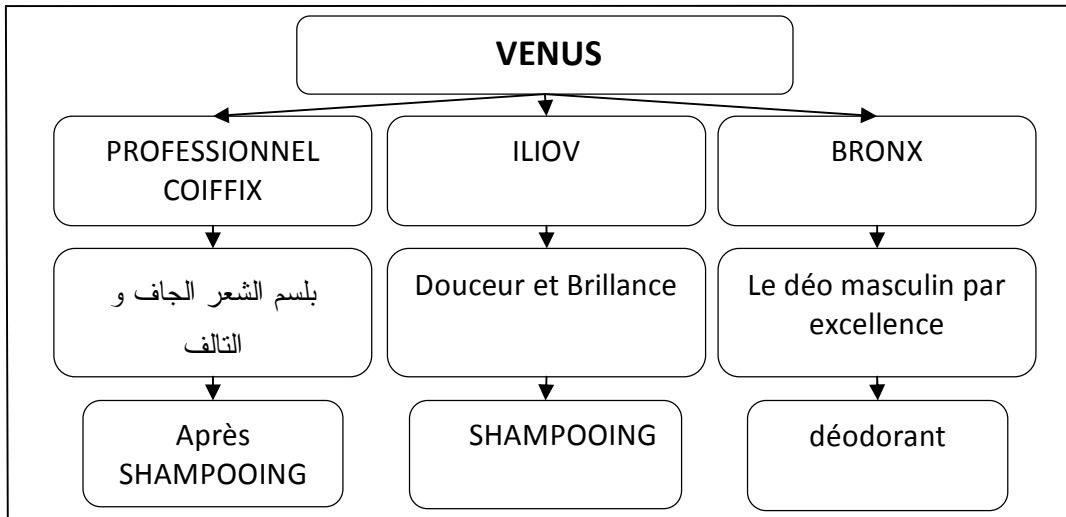 VENUS
PROFESSIONNEL
COIFFIX
ILIOV
BRONX
بلسم الشعر الجاف و
التالف
Douceur et Brillance
Le déo masculin par
excellence
Après
SHAMPOOING
SHAMPOOING
déodorant